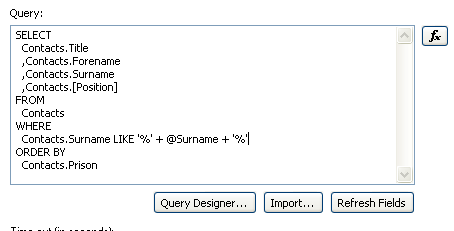 Query:
SELECT
Contacts.Title
,Contacts.Forename
,Contacts.Surname
,Contacts.[Position]
FROM
Contacts
WHERE
Contacts.Surname LIKE '%' + @Surname + '%'
ORDER BY
Contacts.Prison
fx
Query Designer... Import... Refresh Fields
Time out (in seconds):